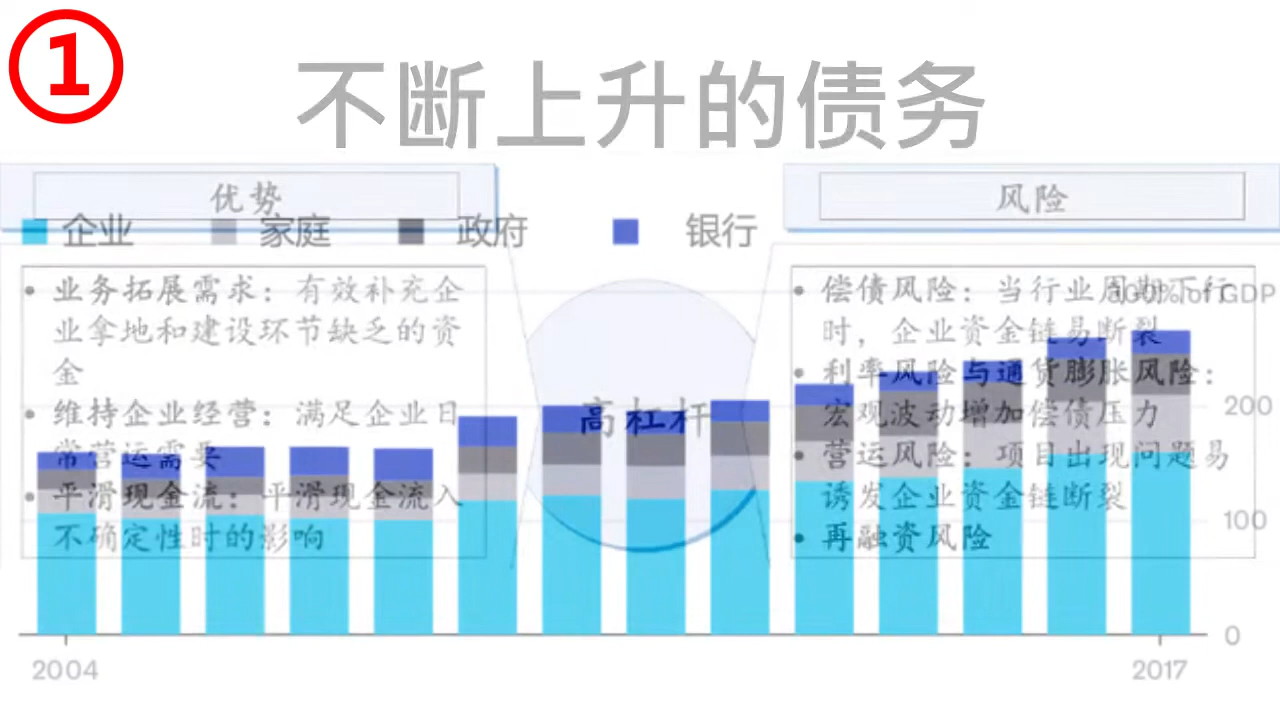 ①
不断上升的债务
优势
风险
企业 家庭 政府 银行
• 业务拓展需求：有效补充企
业拿地和建设环节缺乏的资
金
• 维持企业经营：满足企业日
常营运需要
• 平滑现金流：平滑现金流入
不确定性时的影响
高杠杆
• 偿债风险：当行业周期下行
时，企业资金链易断裂
• 利率风险与通货膨胀风险：
宏观波动增加偿债压力
• 营运风险：项目出现问题易
诱发企业资金链断裂
• 再融资风险
300% of GDP
200
100
0
2004
2017